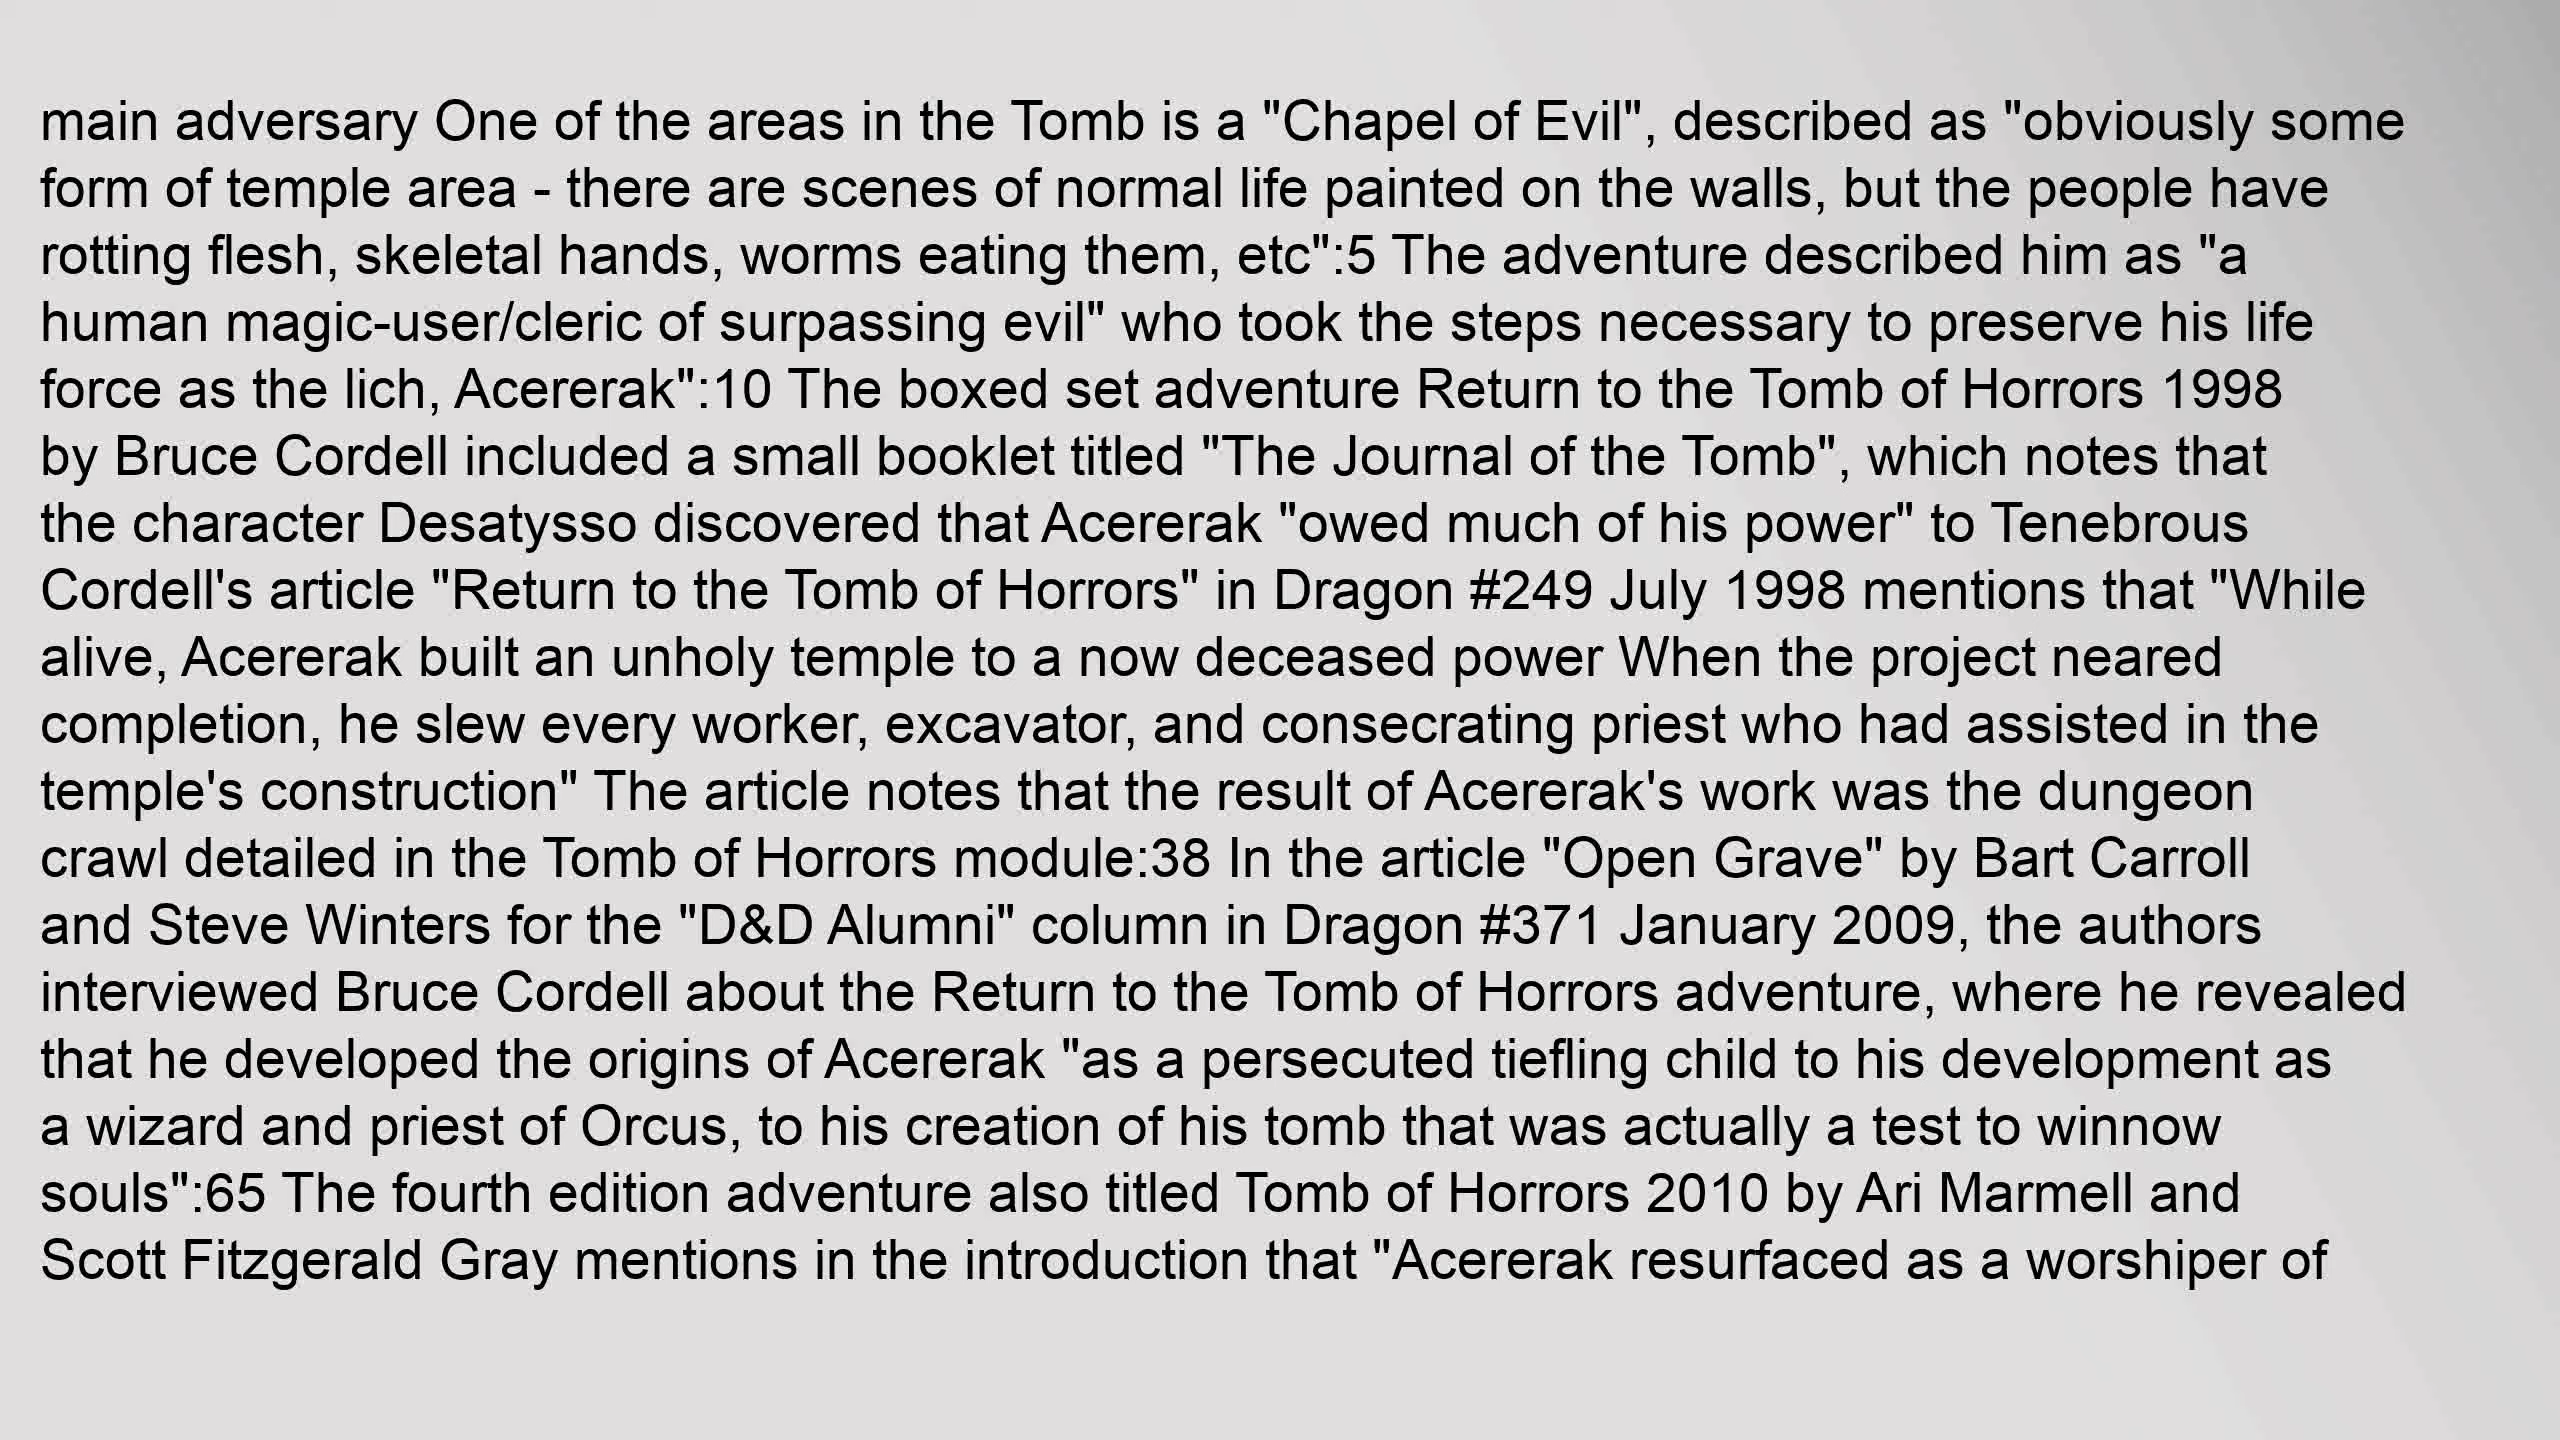 main adversary One of the areas in the Tomb is a "Chapel of Evil", described as "obviously some
form of temple area - there are scenes of normal life painted on the walls, but the people have
rotting flesh, skeletal hands, worms eating them, etc":5 The adventure described him as "a
human magic-user/cleric of surpassing evil" who took the steps necessary to preserve his life
force as the lich, Acererak":10 The boxed set adventure Return to the Tomb of Horrors 1998
by Bruce Cordell included a small booklet titled "The Journal of the Tomb", which notes that
the character Desatysso discovered that Acererak "owed much of his power" to Tenebrous
Cordell's article "Return to the Tomb of Horrors" in Dragon #249 July 1998 mentions that "While
alive, Acererak built an unholy temple to a now deceased power When the project neared
completion, he slew every worker, excavator, and consecrating priest who had assisted in the
temple's construction" The article notes that the result of Acererak's work was the dungeon
crawl detailed in the Tomb of Horrors module:38 In the article "Open Grave" by Bart Carroll
and Steve Winters for the "D&D Alumni" column in Dragon #371 January 2009, the authors
interviewed Bruce Cordell about the Return to the Tomb of Horrors adventure, where he revealed
that he developed the origins of Acererak "as a persecuted tiefling child to his development as
a wizard and priest of Orcus, to his creation of his tomb that was actually a test to winnow
souls":65 The fourth edition adventure also titled Tomb of Horrors 2010 by Ari Marmell and
Scott Fitzgerald Gray mentions in the introduction that "Acererak resurfaced as a worshiper of